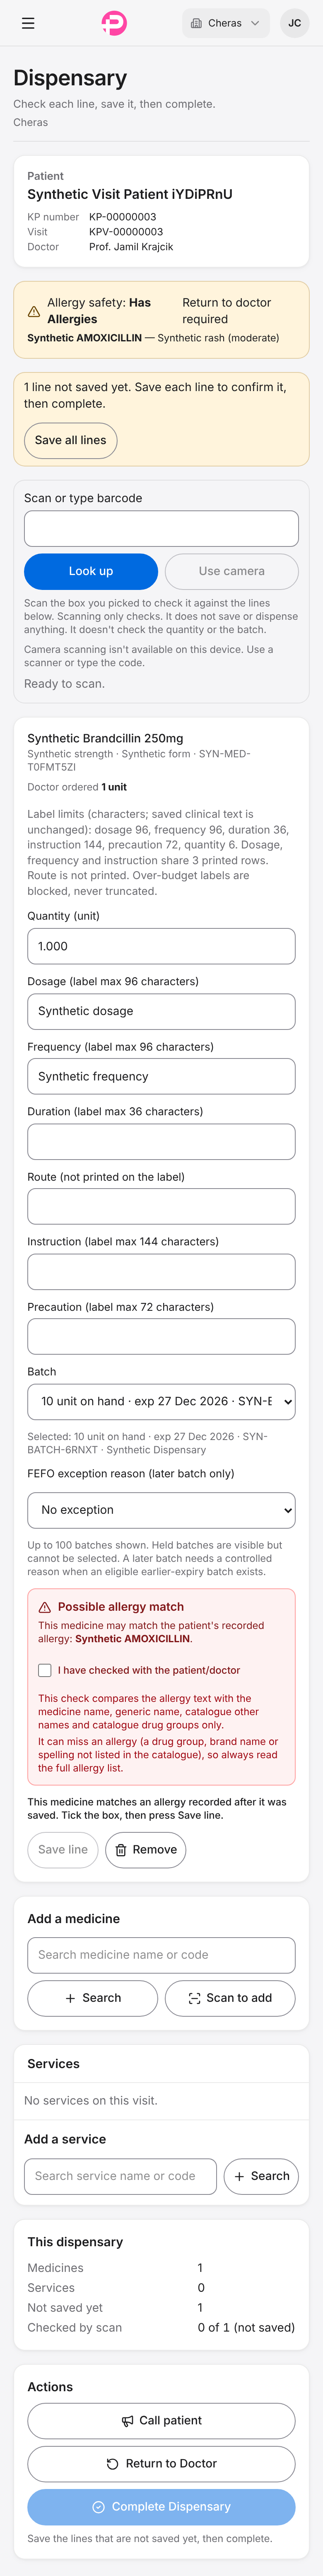 Cheras
JC
Dispensary
Check each line, save it, then complete.
Cheras
Patient
Synthetic Visit Patient iYDiPRnU
KP number KP-00000003
Visit KPV-00000003
Doctor Prof. Jamil Krajcik
Allergy safety: Has Allergies
Return to doctor required
Synthetic AMOXICILLIN — Synthetic rash (moderate)
1 line not saved yet. Save each line to confirm it,
then complete.
Save all lines
Scan or type barcode
Look up
Use camera
Scan the box you picked to check it against the lines
below. Scanning only checks. It does not save or dispense
anything. It doesn't check the quantity or the batch.
Camera scanning isn't available on this device. Use a
scanner or type the code.
Ready to scan.
Synthetic Brandcillin 250mg
Synthetic strength · Synthetic form · SYN-MED-
T0FMT5ZI
Doctor ordered 1 unit
Label limits (characters; saved clinical text is
unchanged): dosage 96, frequency 96, duration 36,
instruction 144, precaution 72, quantity 6. Dosage,
frequency and instruction share 3 printed rows.
Route is not printed. Over-budget labels are
blocked, never truncated.
Quantity (unit)
1.000
Dosage (label max 96 characters)
Synthetic dosage
Frequency (label max 96 characters)
Synthetic frequency
Duration (label max 36 characters)
Route (not printed on the label)
Instruction (label max 144 characters)
Precaution (label max 72 characters)
Batch
10 unit on hand · exp 27 Dec 2026 · SYN-
Selected: 10 unit on hand · exp 27 Dec 2026 · SYN-
BATCH-6RNXT · Synthetic Dispensary
FEFO exception reason (later batch only)
No exception
Up to 100 batches shown. Held batches are visible but
cannot be selected. A later batch needs a controlled
reason when an eligible earlier-expiry batch exists.
Possible allergy match
This medicine may match the patient's recorded
allergy: Synthetic AMOXICILLIN.
I have checked with the patient/doctor
This check compares the allergy text with the
medicine name, generic name, catalogue other
names and catalogue drug groups only.
It can miss an allergy (a drug group, brand name or
spelling not listed in the catalogue), so always read
the full allergy list.
This medicine matches an allergy recorded after it was
saved. Tick the box, then press Save line.
Save line
Remove
Add a medicine
Search medicine name or code
Search
Scan to add
Services
No services on this visit.
Add a service
Search service name or code
Search
This dispensary
Medicines 1
Services 0
Not saved yet 1
Checked by scan 0 of 1 (not saved)
Actions
Call patient
Return to Doctor
Complete Dispensary
Save the lines that are not saved yet, then complete.